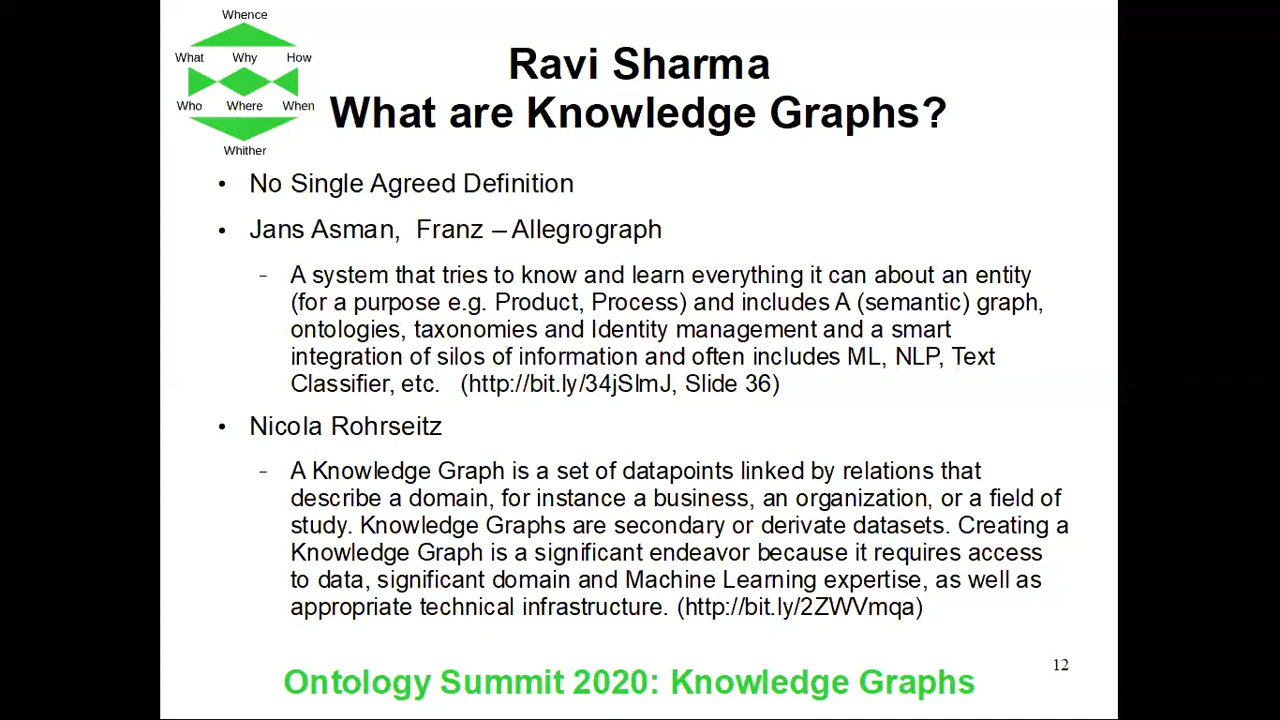 Whence
What Why How
Who Where When
Whither
Ravi Sharma
What are Knowledge Graphs?
• No Single Agreed Definition
• Jans Asman, Franz – Allegrograph
– A system that tries to know and learn everything it can about an entity
(for a purpose e.g. Product, Process) and includes A (semantic) graph,
ontologies, taxonomies and Identity management and a smart
integration of silos of information and often includes ML, NLP, Text
Classifier, etc. (http://bit.ly/34jSlmJ, Slide 36)
• Nicola Rohrseitz
– A Knowledge Graph is a set of datapoints linked by relations that
describe a domain, for instance a business, an organization, or a field of
study. Knowledge Graphs are secondary or derivate datasets. Creating a
Knowledge Graph is a significant endeavor because it requires access
to data, significant domain and Machine Learning expertise, as well as
appropriate technical infrastructure. (http://bit.ly/2ZWVmqa)
12
Ontology Summit 2020: Knowledge Graphs